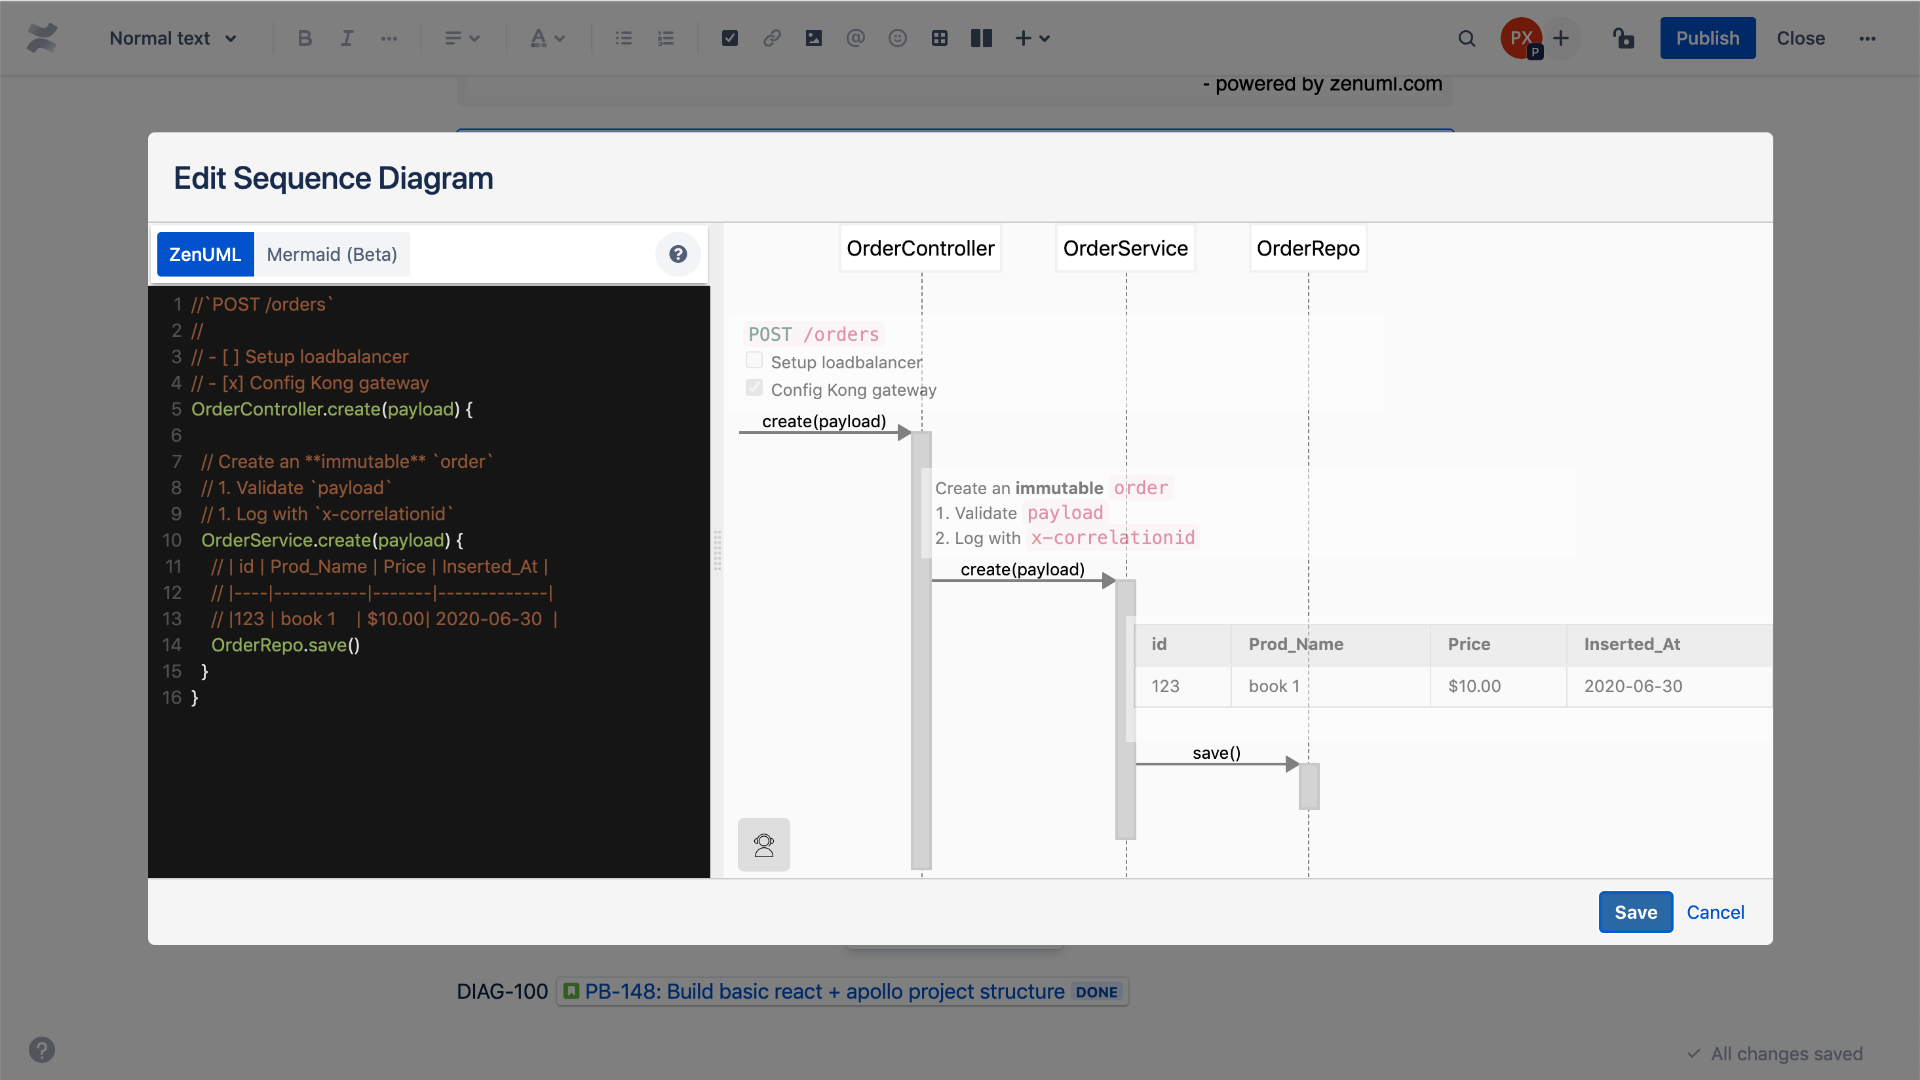 Normal text
B
I
A
PX
P
Publish
Close
- powered by zenuml.com
Edit Sequence Diagram
ZenUML
Mermaid (Beta)
?
1 //`POST /orders`
2 //
3 // - [ ] Setup loadbalancer
4 // - [x] Config Kong gateway
5 OrderController.create(payload) {
6
7 // Create an **immutable** `order`
8 // 1. Validate `payload`
9 // 1. Log with `x-correlationid`
10 OrderService.create(payload) {
11 // | id | Prod_Name | Price | Inserted_At |
12 // |----|-----------|-------|-------------|
13 // |123 | book 1    | $10.00| 2020-06-30  |
14 OrderRepo.save()
15 }
16 }
OrderController
OrderService
OrderRepo
POST /orders
Setup loadbalancer
Config Kong gateway
create(payload)
Create an immutable order
1. Validate payload
2. Log with x-correlationid
create(payload)
id Prod_Name Price Inserted_At
123 book 1 $10.00 2020-06-30
save()
Save
Cancel
DIAG-100 PB-148: Build basic react + apollo project structure DONE
?
All changes saved